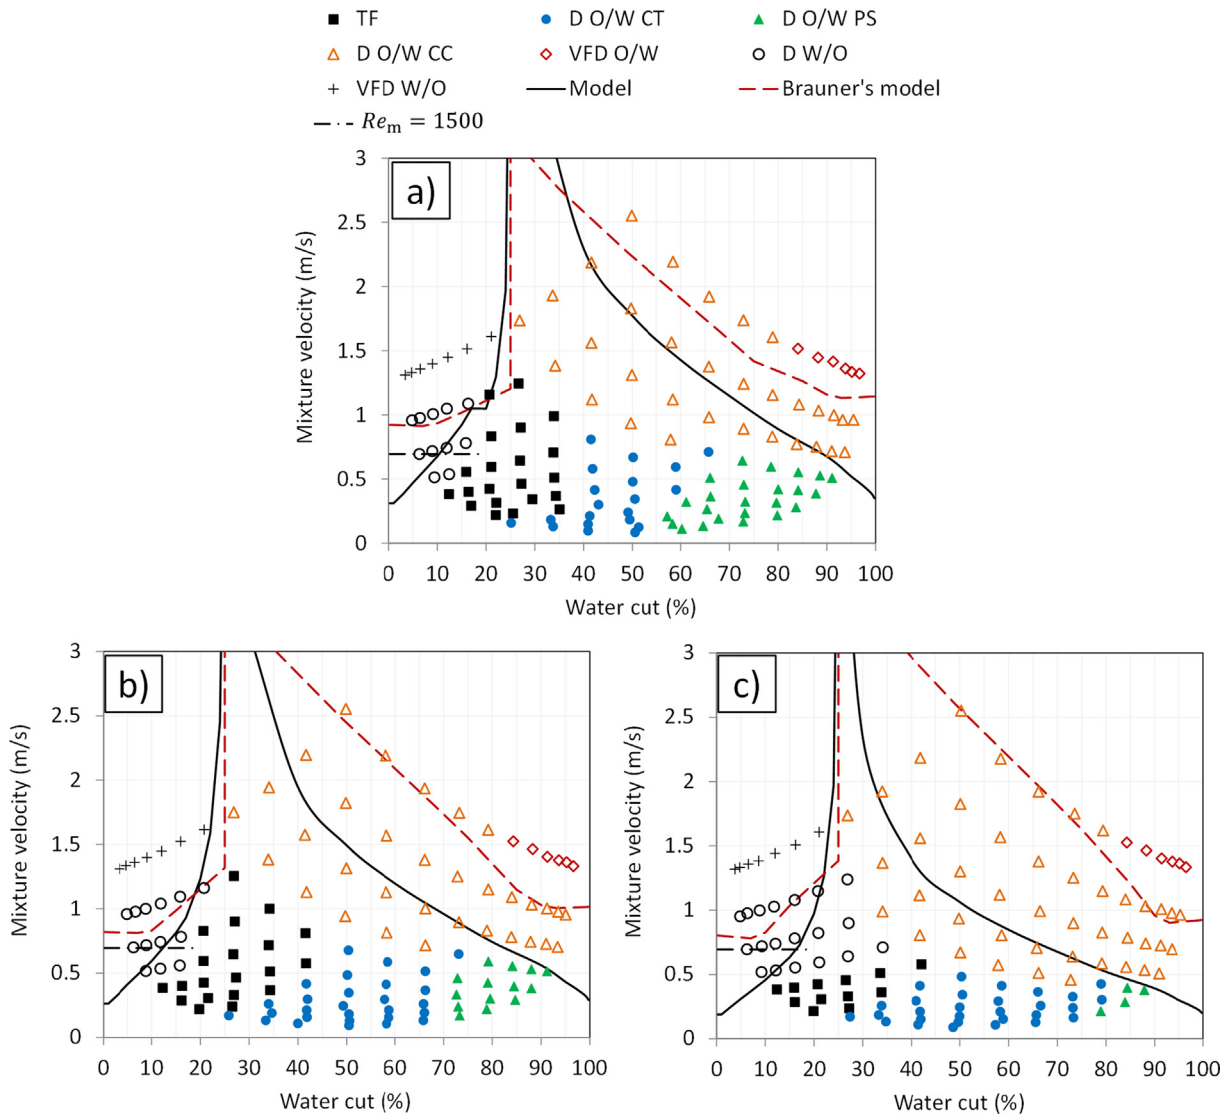 TF
D O/W CT
D O/W PS
D O/W CC
VFD O/W
D W/O
VFD W/O
Model
Brauner's model
Re_m = 1500
a)
Mixture velocity (m/s)
3
2.5
2
1.5
1
0.5
0
0 10 20 30 40 50 60 70 80 90 100
Water cut (%)
b)
Mixture velocity (m/s)
3
2.5
2
1.5
1
0.5
0
0 10 20 30 40 50 60 70 80 90 100
Water cut (%)
c)
Mixture velocity (m/s)
3
2.5
2
1.5
1
0.5
0
0 10 20 30 40 50 60 70 80 90 100
Water cut (%)